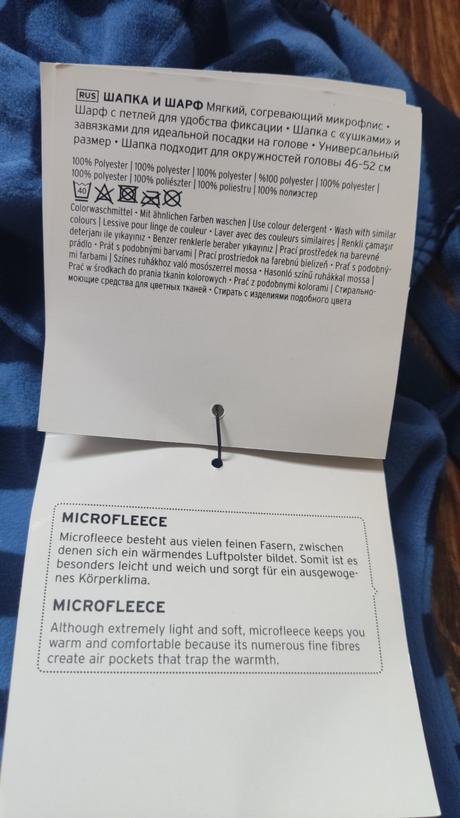 RUS ШАПКА И ШАРФ Мягкий, согревающий микрофлис •
Шарф с петлей для удобства фиксации • Шапка с «ушками» и
завязками для идеальной посадки на голове • Универсальный
размер • Шапка подходит для окружностей головы 46–52 см
100% Polyester | 100% polyester | 100% polyester | %100 polyester | 100% polyester |
100% polyester | 100% poliészter | 100% poliestru | 100% полиэстер
40
Colorwaschmittel • Mit ähnlichen Farben waschen | Use colour detergent • Wash with similar
colours | Lessive pour linge de couleur • Laver avec des couleurs similaires | Renkli çamaşır
deterjanı ile yıkayınız • Benzer renklerle beraber yıkayınız | Prací prostředek na barevné
prádlo • Prát s podobnými barvami | Prací prostriedok na farebnú bielizeň • Prať s podobný-
mi farbami | Színes ruhákhoz való mosószerrel mossa • Hasonló színű ruhákkal mossa |
Prać w środkach do prania tkanin kolorowych • Prać z podobnymi kolorami | Стирально-
моющие средства для цветных тканей • Стирать с изделиями подобного цвета
MICROFLEECE
Microfleece besteht aus vielen feinen Fasern, zwischen
denen sich ein wärmendes Luftpolster bildet. Somit ist es
besonders leicht und weich und sorgt für ein ausgewoge-
nes Körperklima.
MICROFLEECE
Although extremely light and soft, microfleece keeps you
warm and comfortable because its numerous fine fibres
create air pockets that trap the warmth.